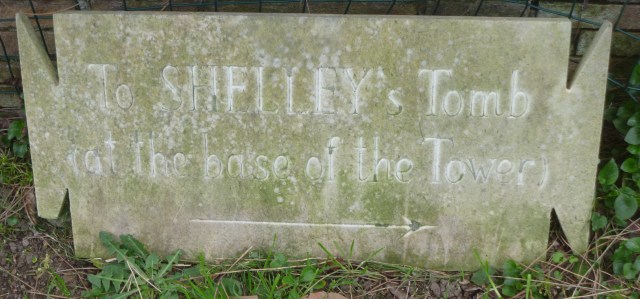 To SHELLEY's Tomb
(at the base of the Tower)